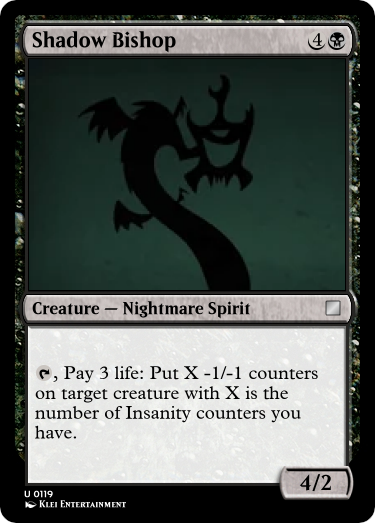 Shadow Bishop 4
Creature — Nightmare Spirit
, Pay 3 life: Put X -1/-1 counters
on target creature with X is the
number of Insanity counters you
have.
4/2
U 0119
Klei Entertainment